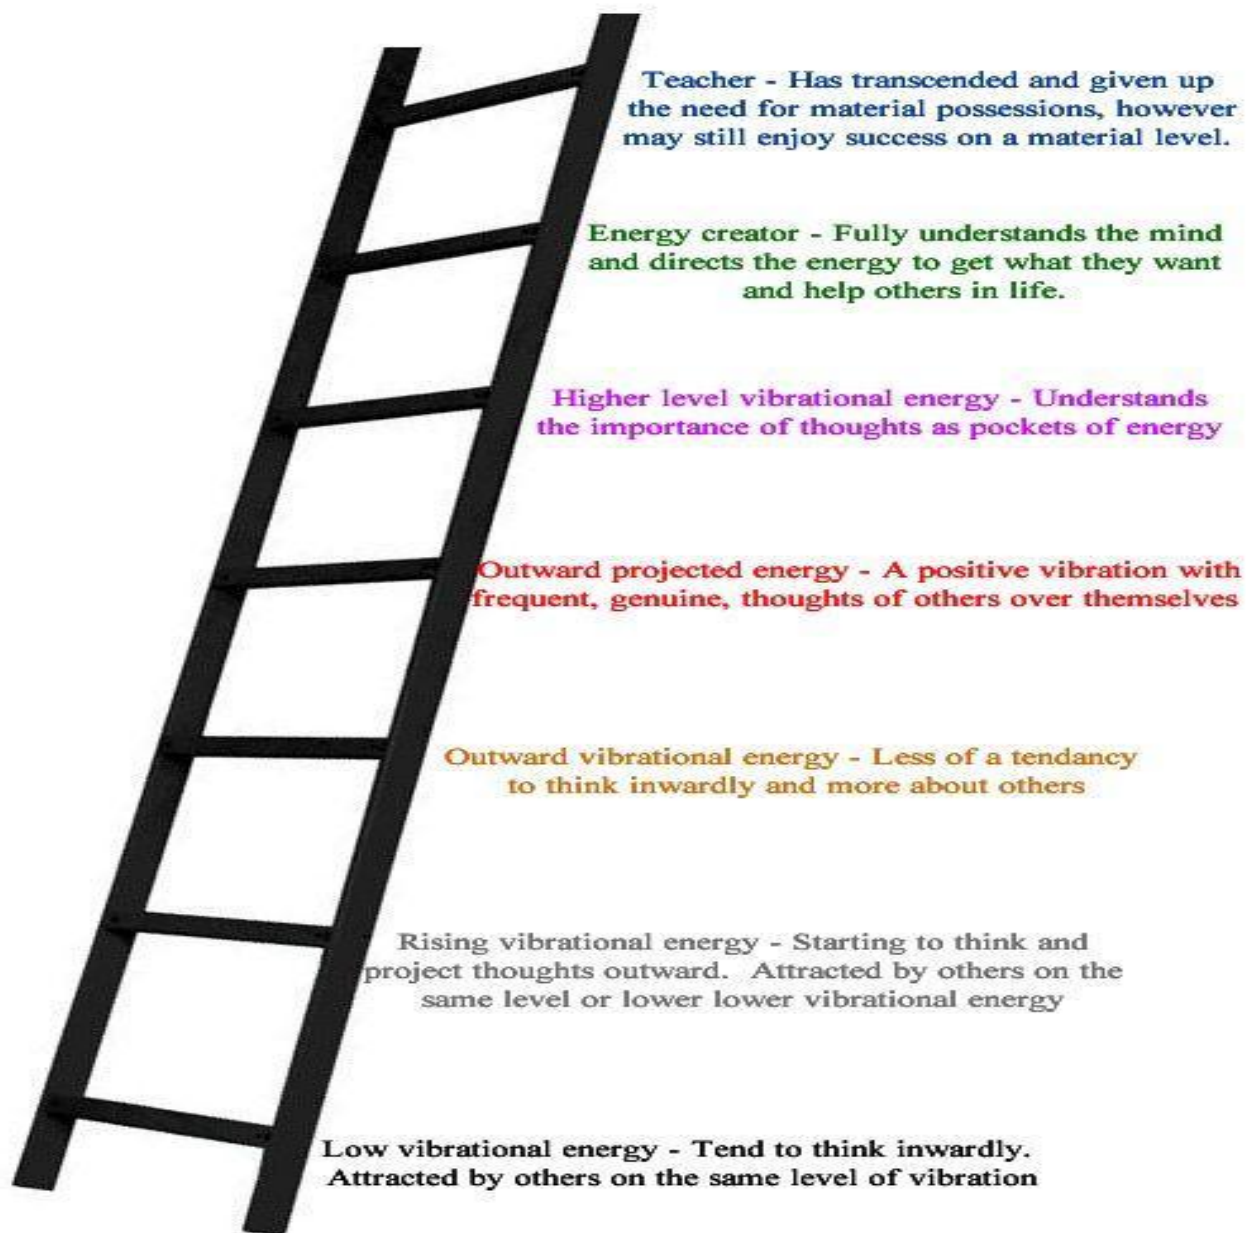 Teacher - Has transcended and given up
the need for material possessions, however
may still enjoy success on a material level.
Energy creator - Fully understands the mind
and directs the energy to get what they want
and help others in life.
Higher level vibrational energy - Understands
the importance of thoughts as pockets of energy
Outward projected energy - A positive vibration with
frequent, genuine, thoughts of others over themselves
Outward vibrational energy - Less of a tendancy
to think inwardly and more about others
Rising vibrational energy - Starting to think and
project thoughts outward.  Attracted by others on the
same level or lower lower vibrational energy
Low vibrational energy - Tend to think inwardly.
Attracted by others on the same level of vibration